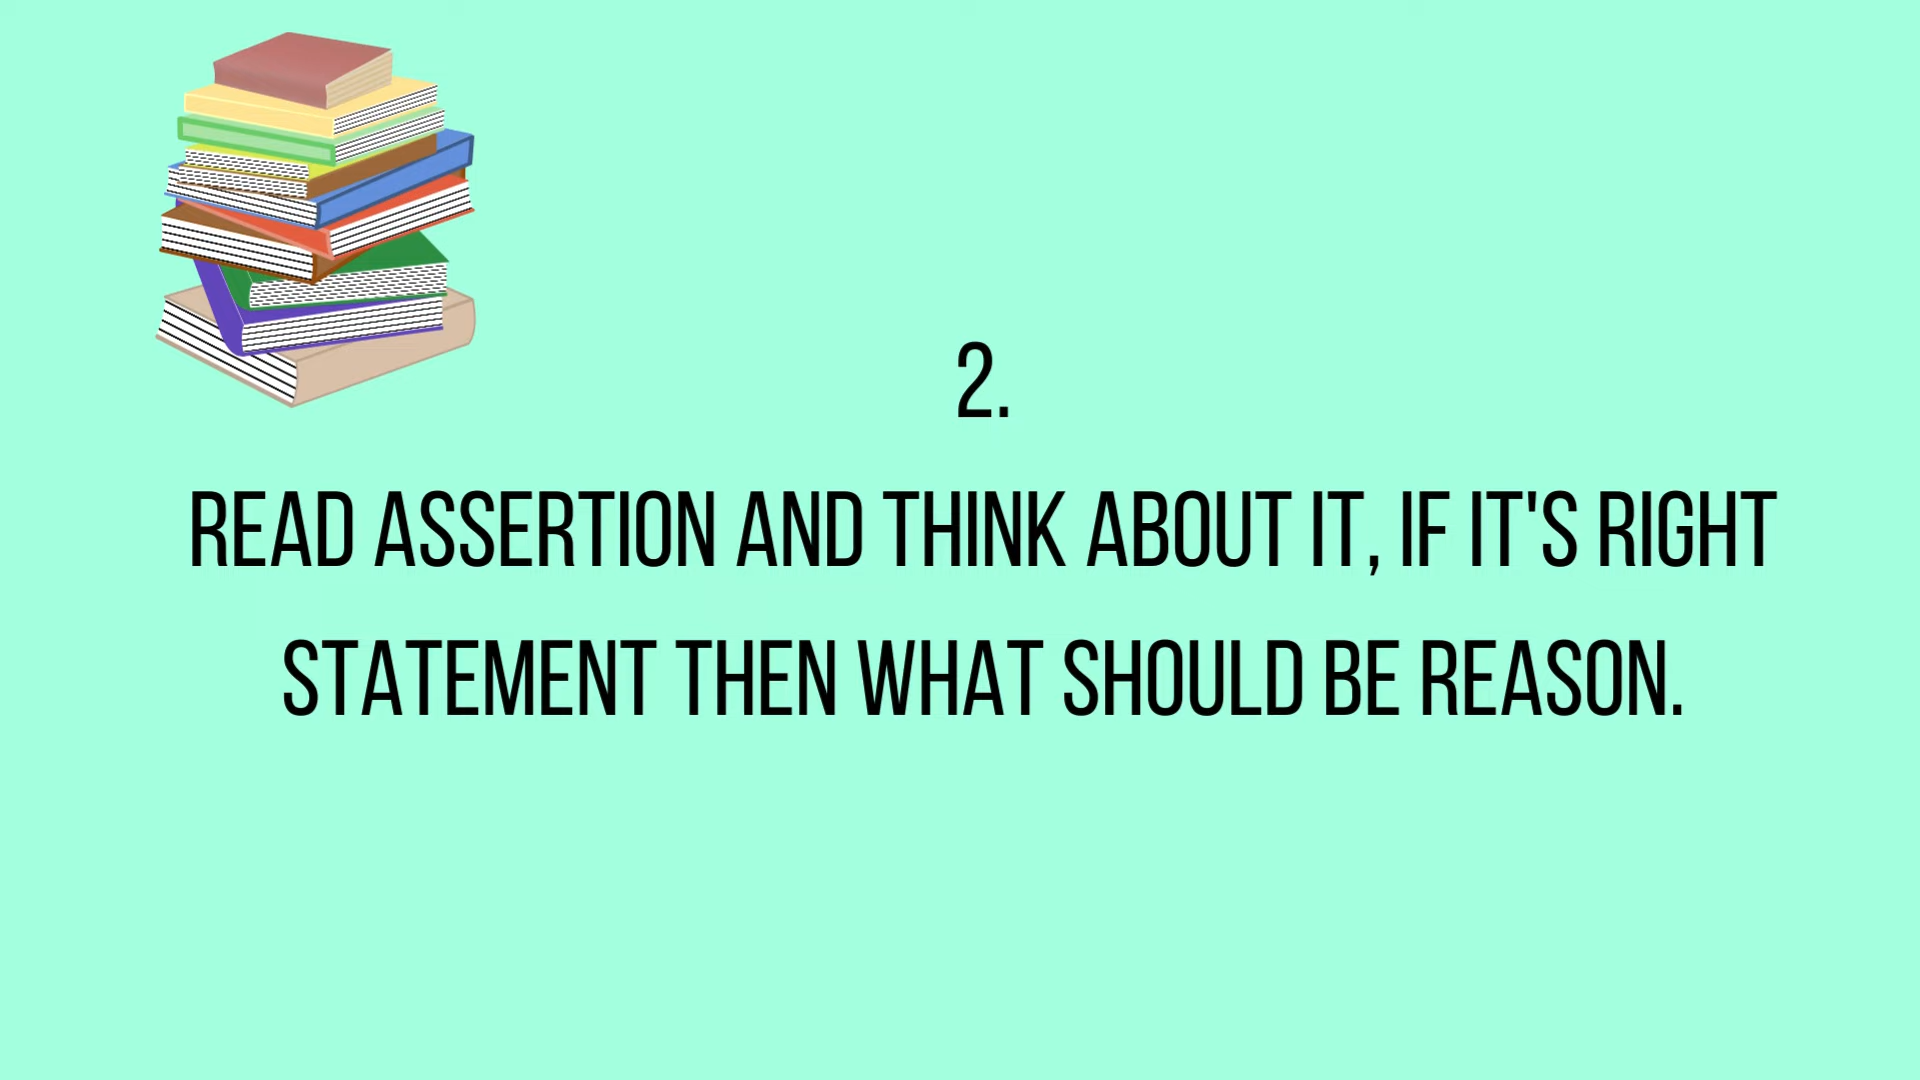 2.
READ ASSERTION AND THINK ABOUT IT, IF IT'S RIGHT
STATEMENT THEN WHAT SHOULD BE REASON.